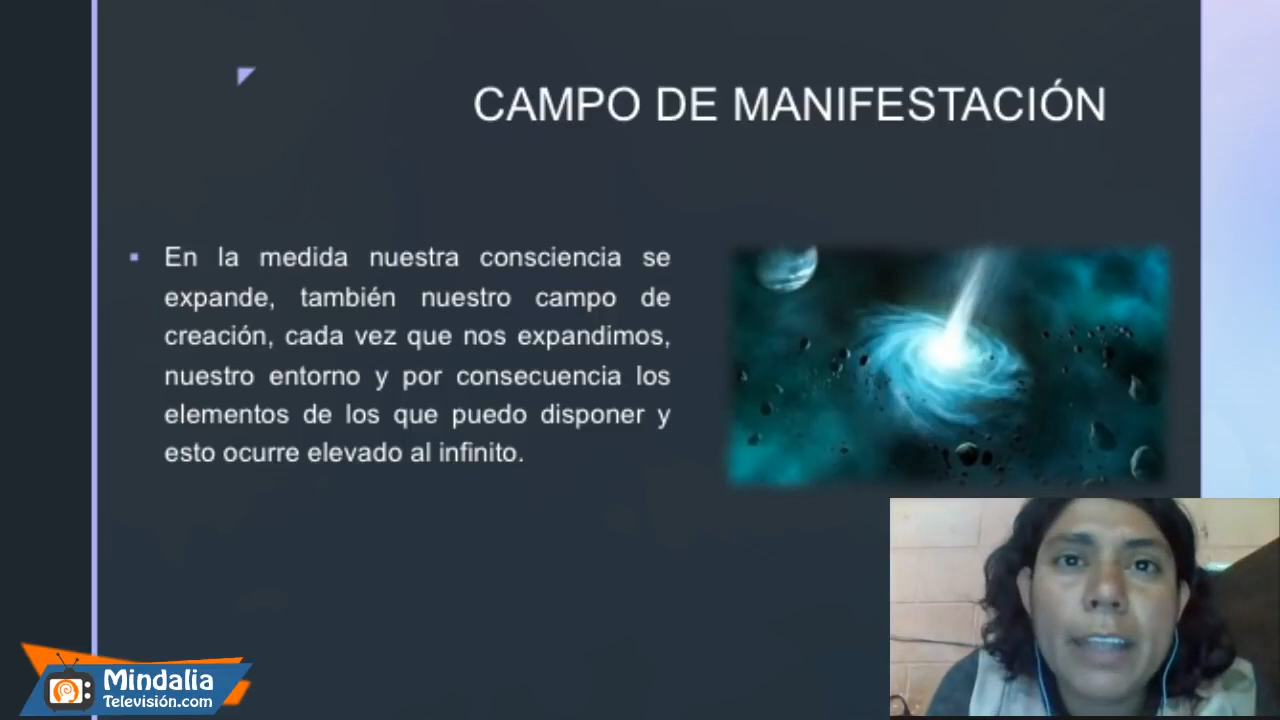 CAMPO DE MANIFESTACIÓN
En la medida nuestra consciencia se
expande, también nuestro campo de
creación, cada vez que nos expandimos,
nuestro entorno y por consecuencia los
elementos de los que puedo disponer y
esto ocurre elevado al infinito.
Mindalia
Televisión.com